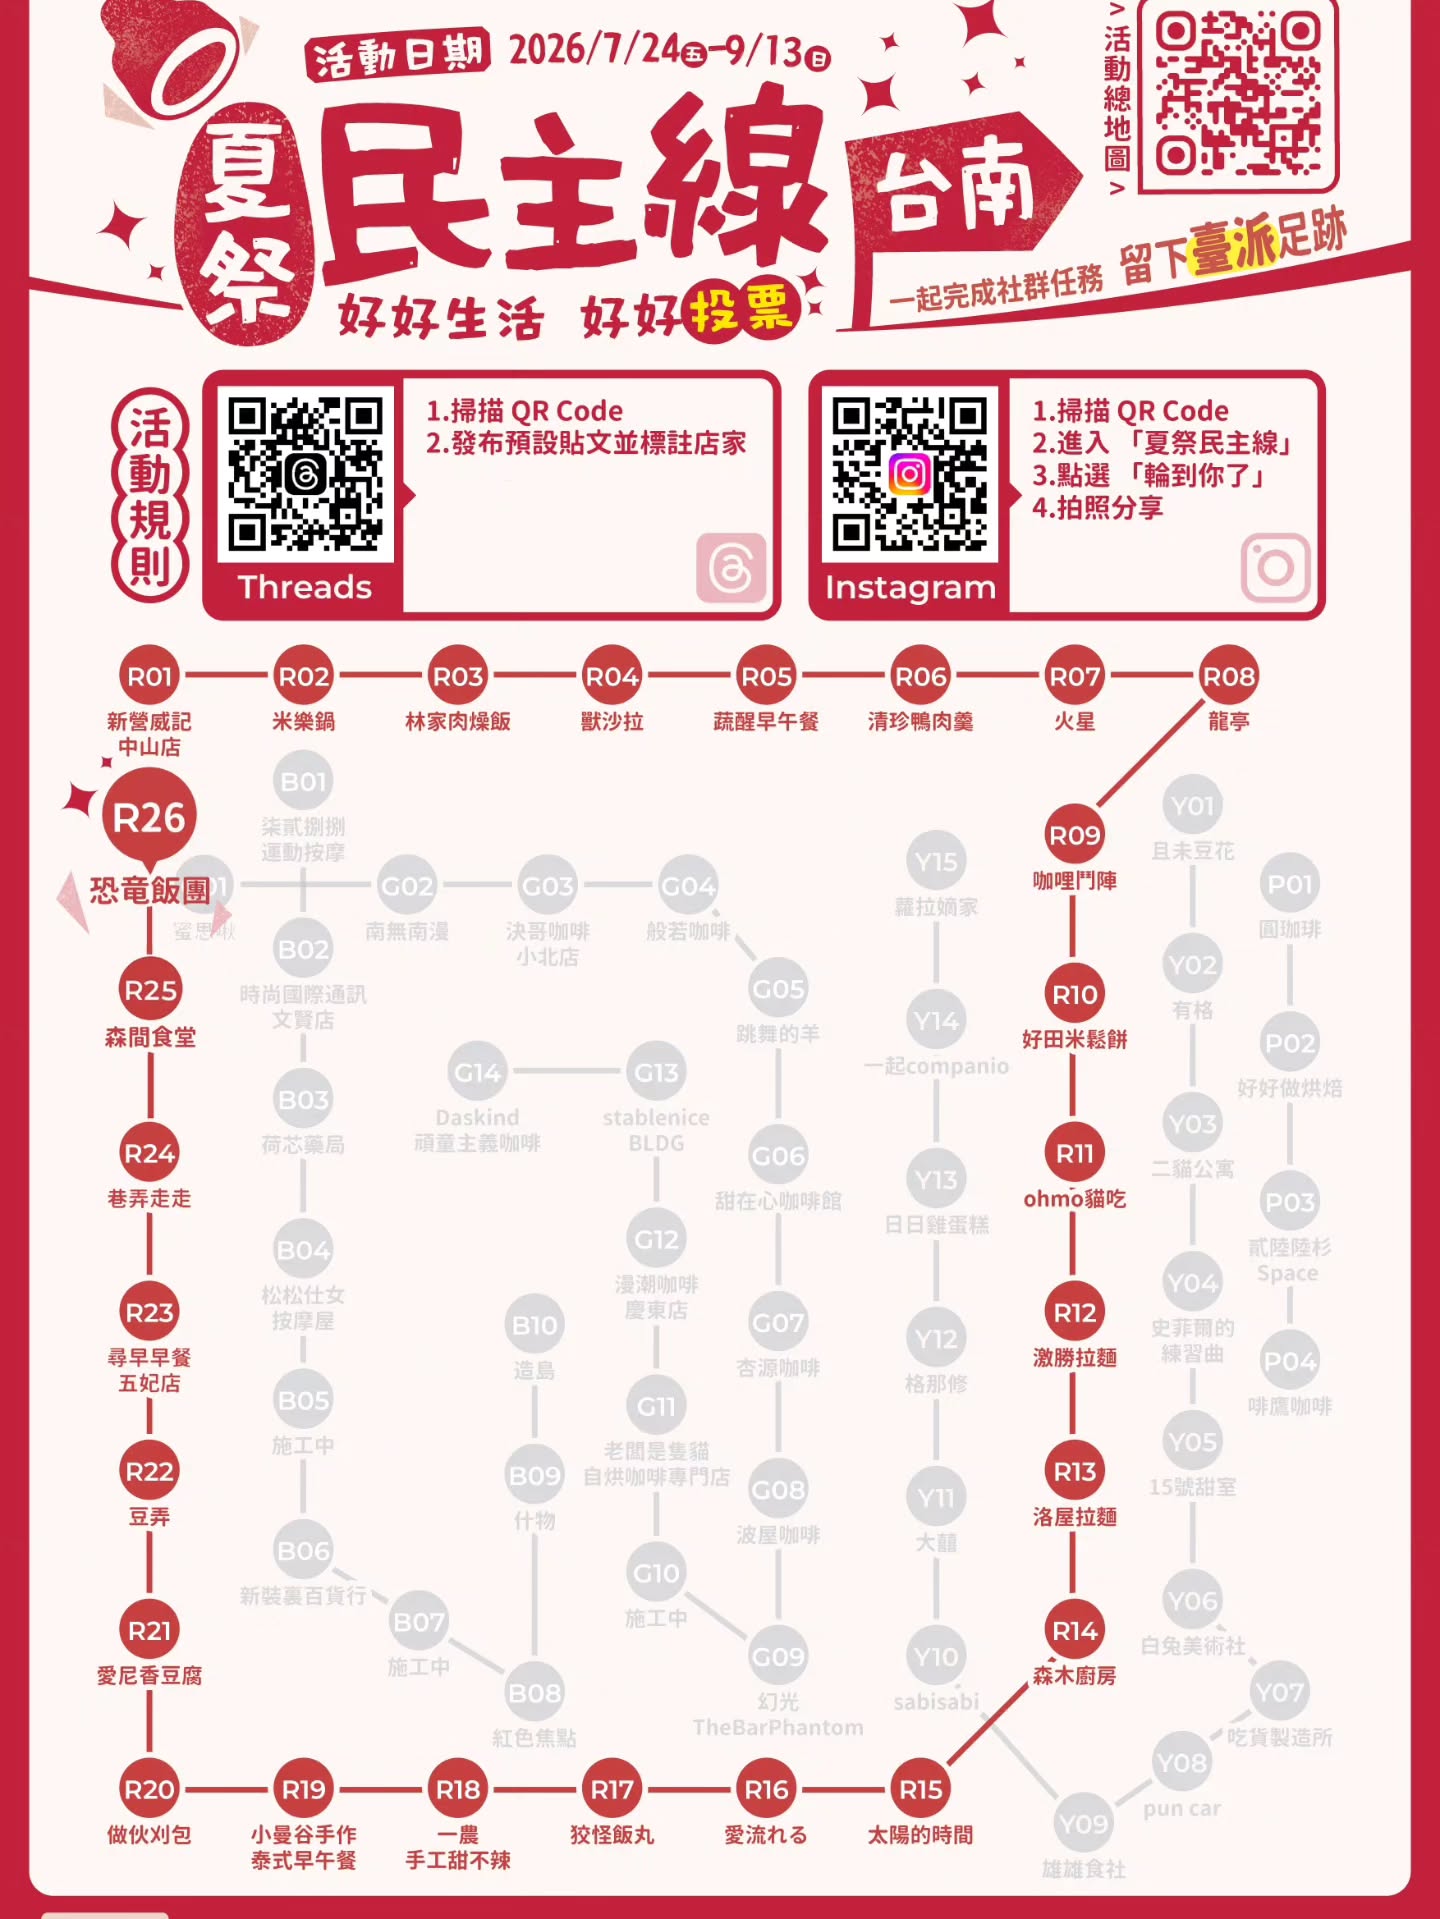 活動日期 2026/7/24五-9/13日
>活動總地圖>
夏祭
民主線
台南
一起完成社群任務 留下臺派足跡
好好生活 好好投票
活動規則
Threads
1.掃描 QR Code
2.發布預設貼文並標註店家
Instagram
1.掃描 QR Code
2.進入 「夏祭民主線」
3.點選 「輪到你了」
4.拍照分享
R01
新營威記
中山店
R02
米樂鍋
R03
林家肉燥飯
R04
獸沙拉
R05
蔬醒早午餐
R06
清珍鴨肉羹
R07
火星
R08
龍亭
R09
咖哩鬥陣
R10
好田米鬆餅
R11
ohmo貓吃
R12
激勝拉麵
R13
洛屋拉麵
R14
森木廚房
R15
太陽的時間
R16
愛流れる
R17
狡怪飯丸
R18
一農
手工甜不辣
R19
小曼谷手作
泰式早午餐
R20
做伙刈包
R21
愛尼香豆腐
R22
豆弄
R23
尋早早餐
五妃店
R24
巷弄走走
R25
森間食堂
R26
恐竜飯團
B01
柒貳捌捌
運動按摩
B02
時尚國際通訊
文賢店
B03
荷芯藥局
B04
松松仕女
按摩屋
B05
施工中
B06
新裝裏百貨行
B07
施工中
B08
紅色焦點
B09
什物
B10
造島
01
蜜思
G02
南無南漫
G03
決哥咖啡
小北店
G04
般若咖啡
G05
跳舞的羊
G06
甜在心咖啡館
G07
杏源咖啡
G08
波屋咖啡
G09
幻光
TheBarPhantom
G10
施工中
G11
老闆是隻貓
自烘咖啡專門店
G12
漫潮咖啡
慶東店
G13
stablenice
BLDG
G14
Daskind
頑童主義咖啡
Y01
且未豆花
Y02
有格
Y03
二貓公寓
Y04
史菲爾的
練習曲
Y05
15號甜室
Y06
白兔美術社
Y07
吃貨製造所
Y08
pun car
Y09
雄雄食社
Y10
sabisabi
Y11
大囍
Y12
格那修
Y13
日日雞蛋糕
Y14
一起companio
Y15
蘿拉嫡家
P01
圓珈琲
P02
好好做烘焙
P03
貳陸陸杉
Space
P04
啡鷹咖啡